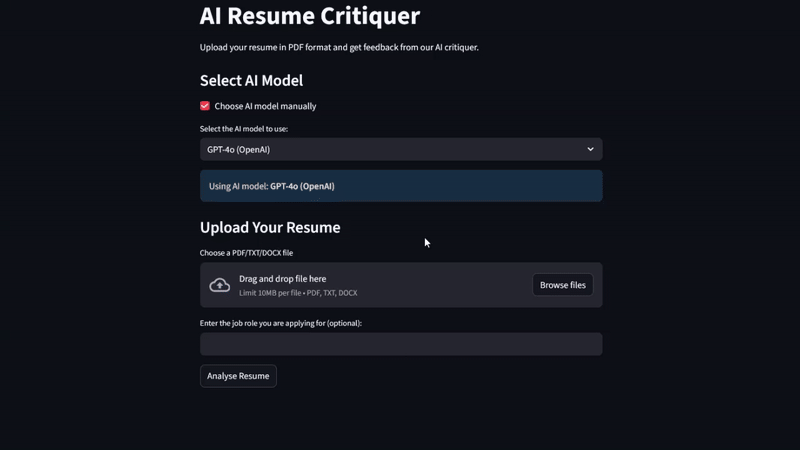 AI Resume Critiquer
Upload your resume in PDF format and get feedback from our AI critiquer.
Select AI Model
Choose AI model manually
Select the AI model to use:
GPT-4o (OpenAI)
Using AI model: GPT-4o (OpenAI)
Upload Your Resume
Choose a PDF/TXT/DOCX file
Drag and drop file here
Limit 10MB per file • PDF, TXT, DOCX
Browse files
Enter the job role you are applying for (optional):
Analyse Resume